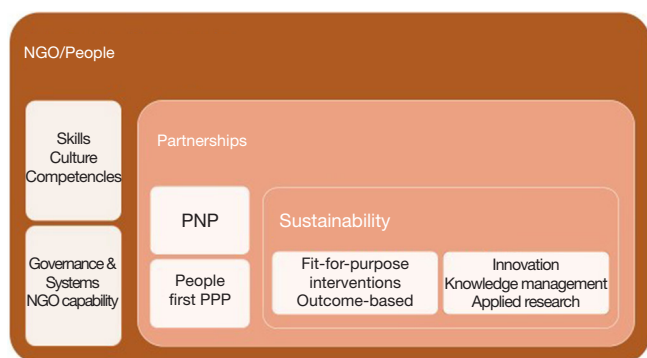 NGO/People
Skills
Culture
Competencles
Governance &
Systems
NGO capability
Partnerships
PNP
People
first PPP
Sustainability
Fit-for-purpose
interventions
Outcome-based
Innovation
Knowledge management
Applied research